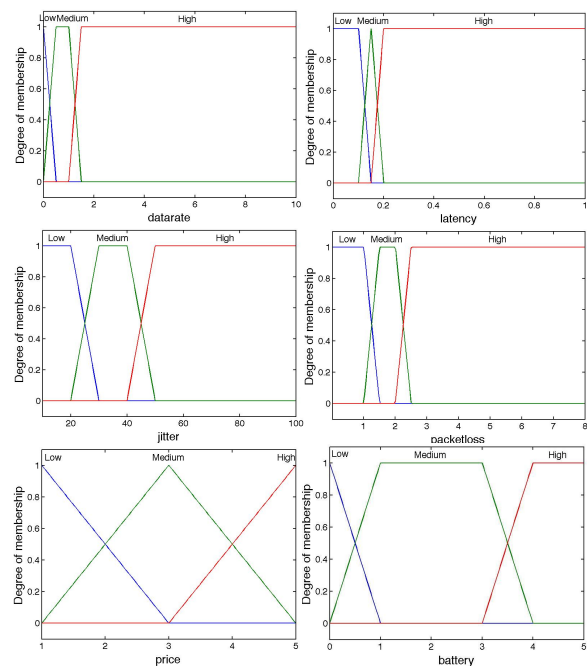 Low Medium High
Degree of membership
1
0.8
0.6
0.4
0.2
0
0 2 4 6 8 10
datarate
Low Medium High
Degree of membership
1
0.8
0.6
0.4
0.2
0
0 0.2 0.4 0.6 0.8 1
latency
Low Medium High
Degree of membership
1
0.8
0.6
0.4
0.2
0
20 40 60 80 100
jitter
Low Medium High
Degree of membership
1
0.8
0.6
0.4
0.2
0
1 2 3 4 5 6 7 8
packetloss
Low Medium High
Degree of membership
1
0.8
0.6
0.4
0.2
0
1 2 3 4 5
price
Low Medium High
Degree of membership
1
0.8
0.6
0.4
0.2
0
0 1 2 3 4 5
battery